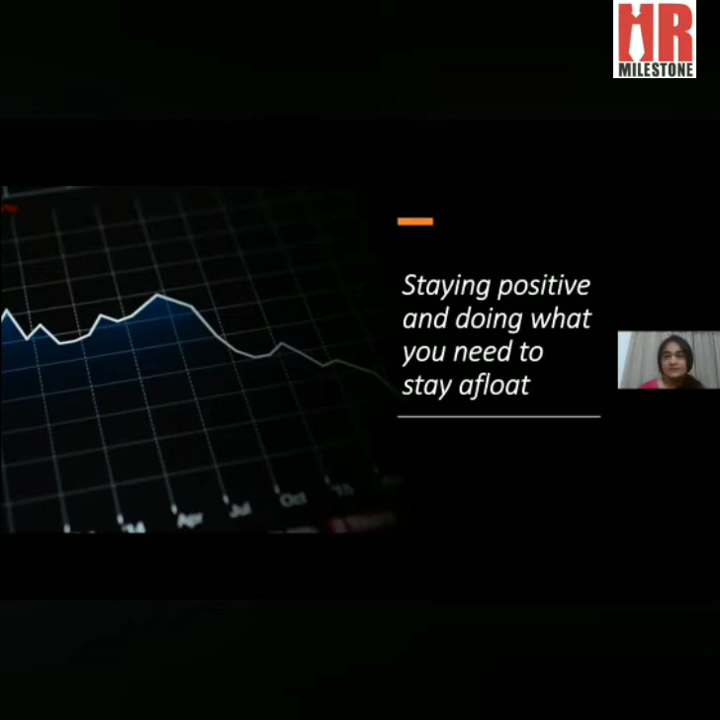 HR
MILESTONE
Staying positive
and doing what
you need to
stay afloat
Apr
Jul
Oct